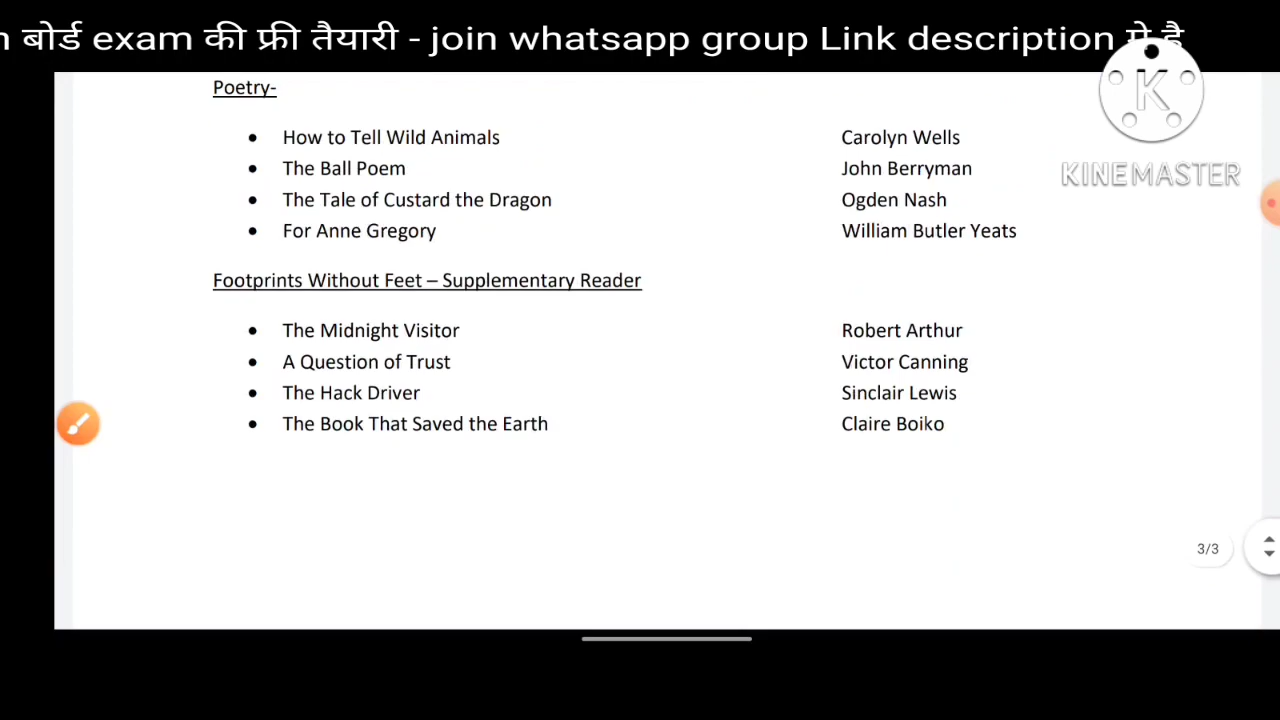 बोर्ड exam की फ्री तैयारी - join whatsapp group Link description मे है
K
KINEMASTER
Poetry-
• How to Tell Wild Animals Carolyn Wells
• The Ball Poem John Berryman
• The Tale of Custard the Dragon Ogden Nash
• For Anne Gregory William Butler Yeats
Footprints Without Feet – Supplementary Reader
• The Midnight Visitor Robert Arthur
• A Question of Trust Victor Canning
• The Hack Driver Sinclair Lewis
• The Book That Saved the Earth Claire Boiko
3/3